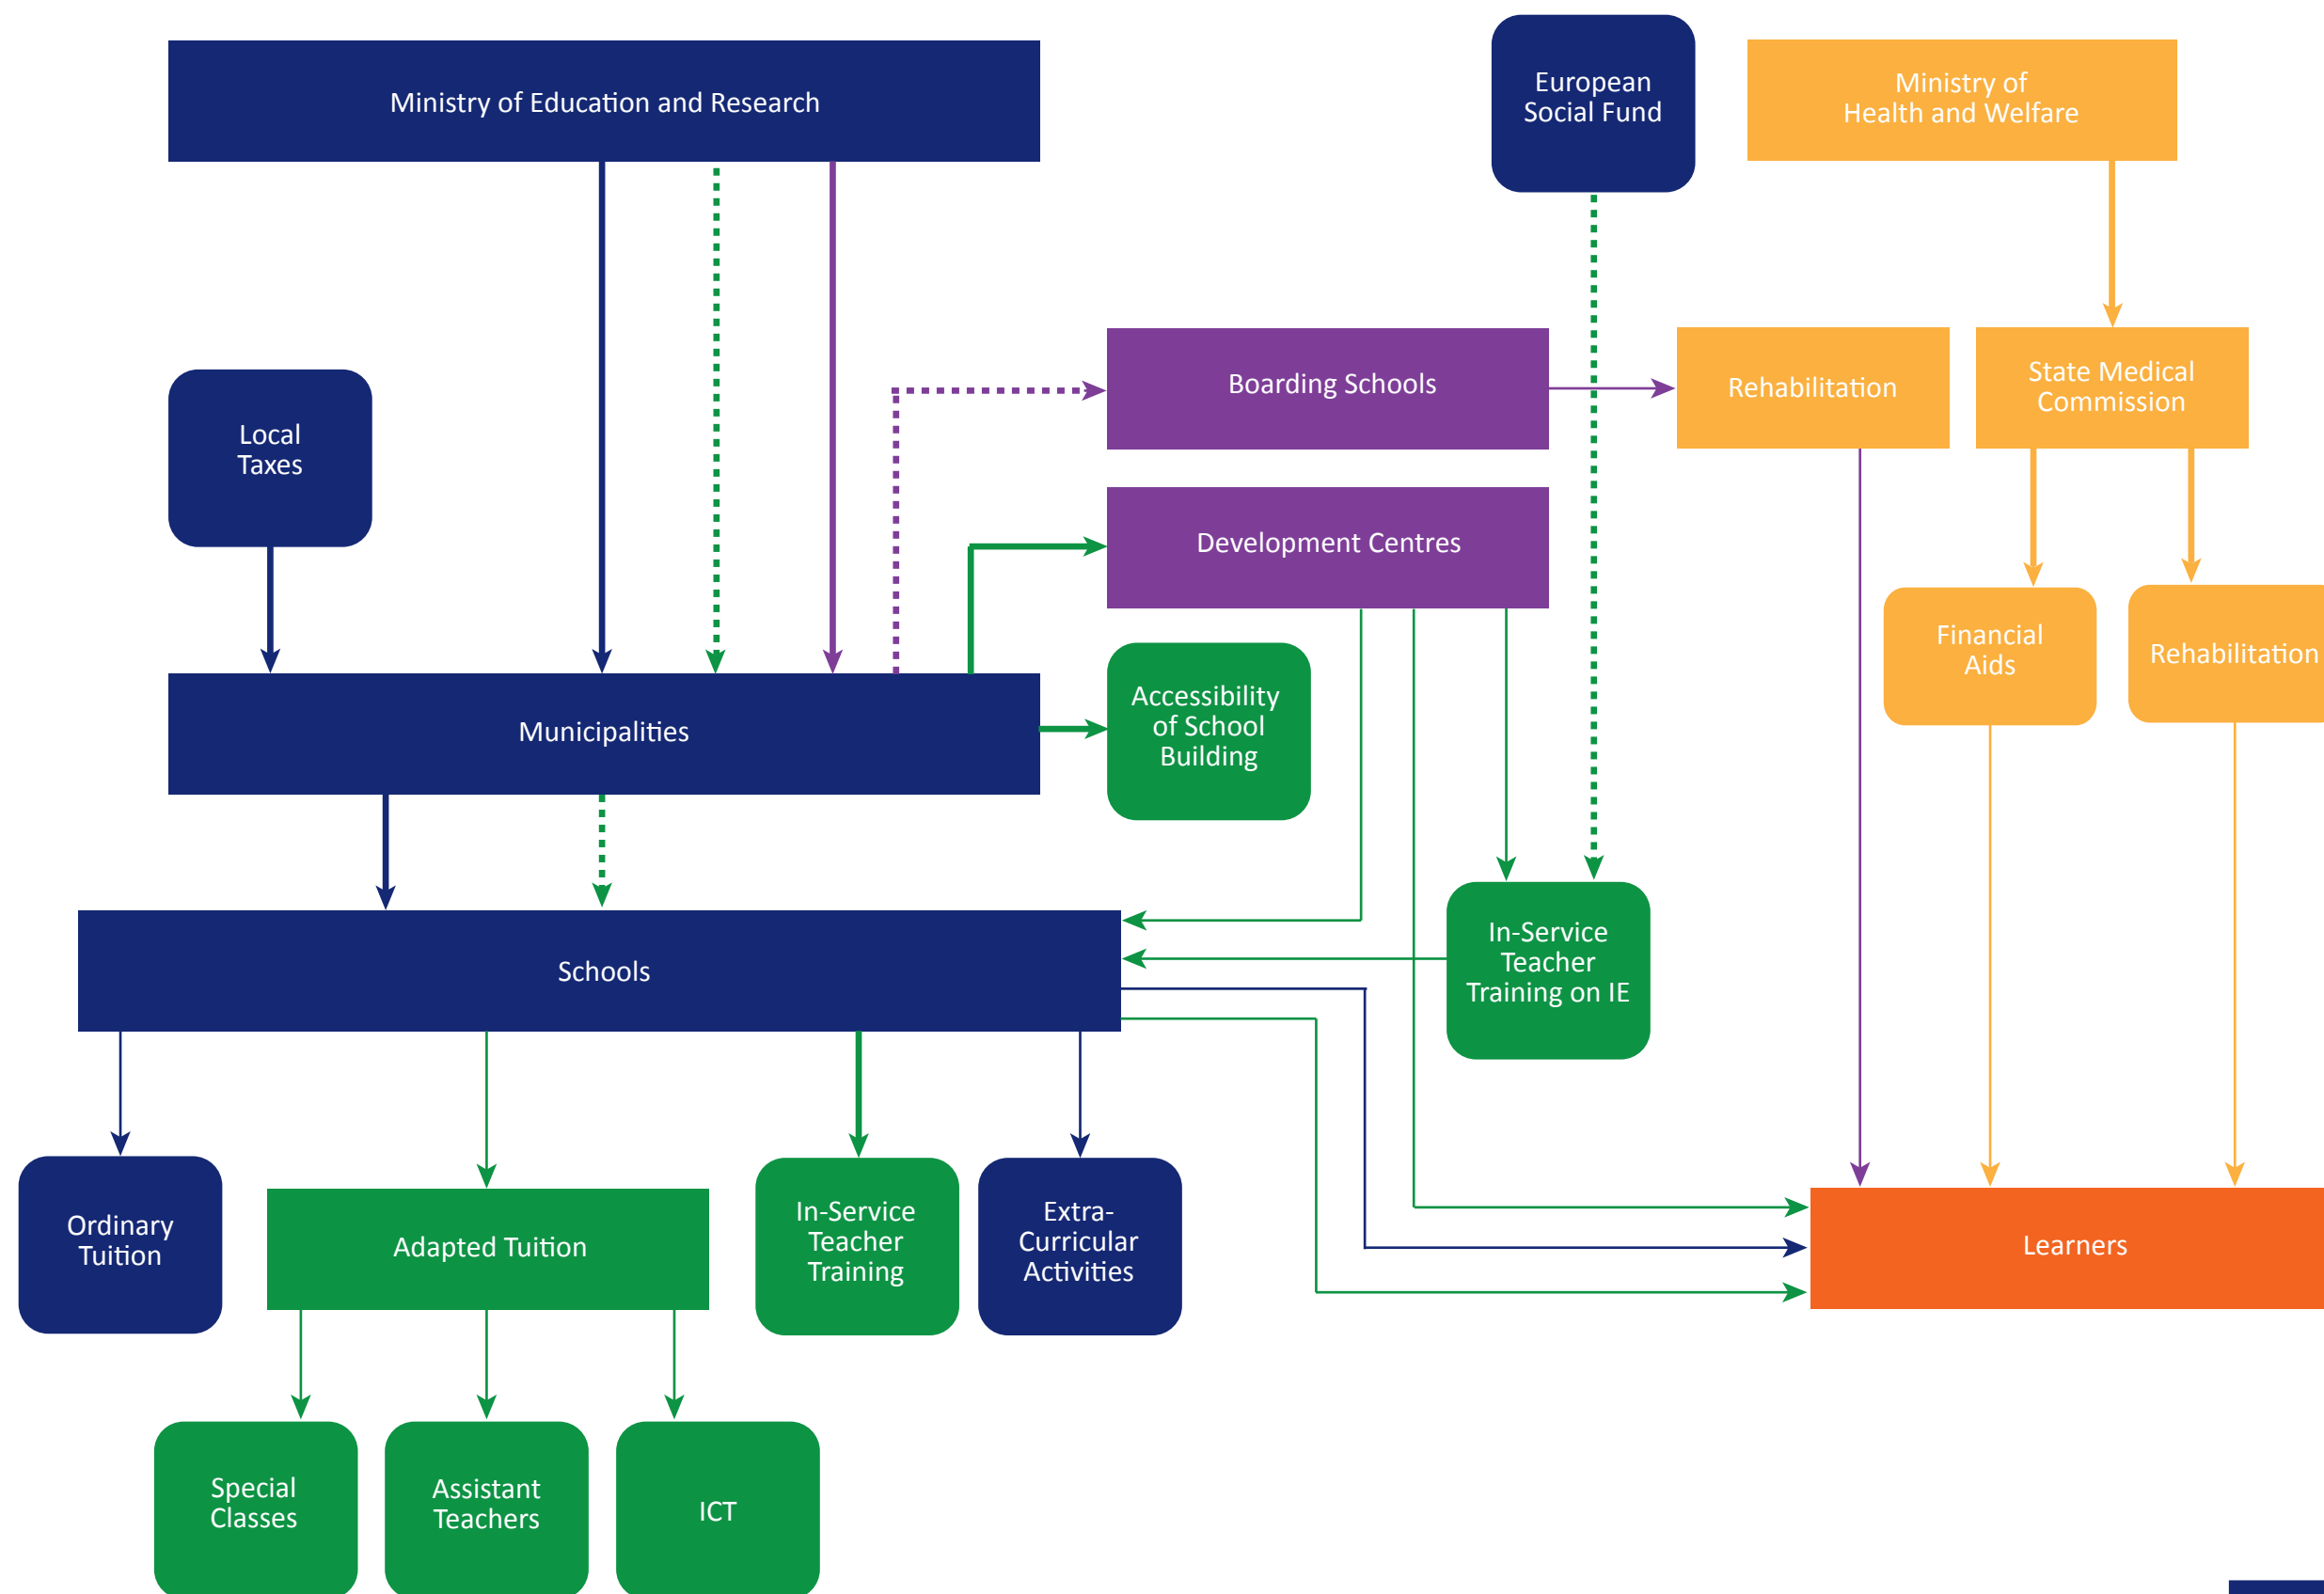 Ministry of Education and Research
European
Social Fund
Ministry of
Health and Welfare
Local
Taxes
Boarding Schools
Rehabilitation
State Medical
Commission
Development Centres
Financial
Aids
Rehabilitation
Municipalities
Accessibility
of School
Building
Schools
In-Service
Teacher
Training on IE
Ordinary
Tuition
Adapted Tuition
In-Service
Teacher
Training
Extra-
Curricular
Activities
Learners
Special
Classes
Assistant
Teachers
ICT